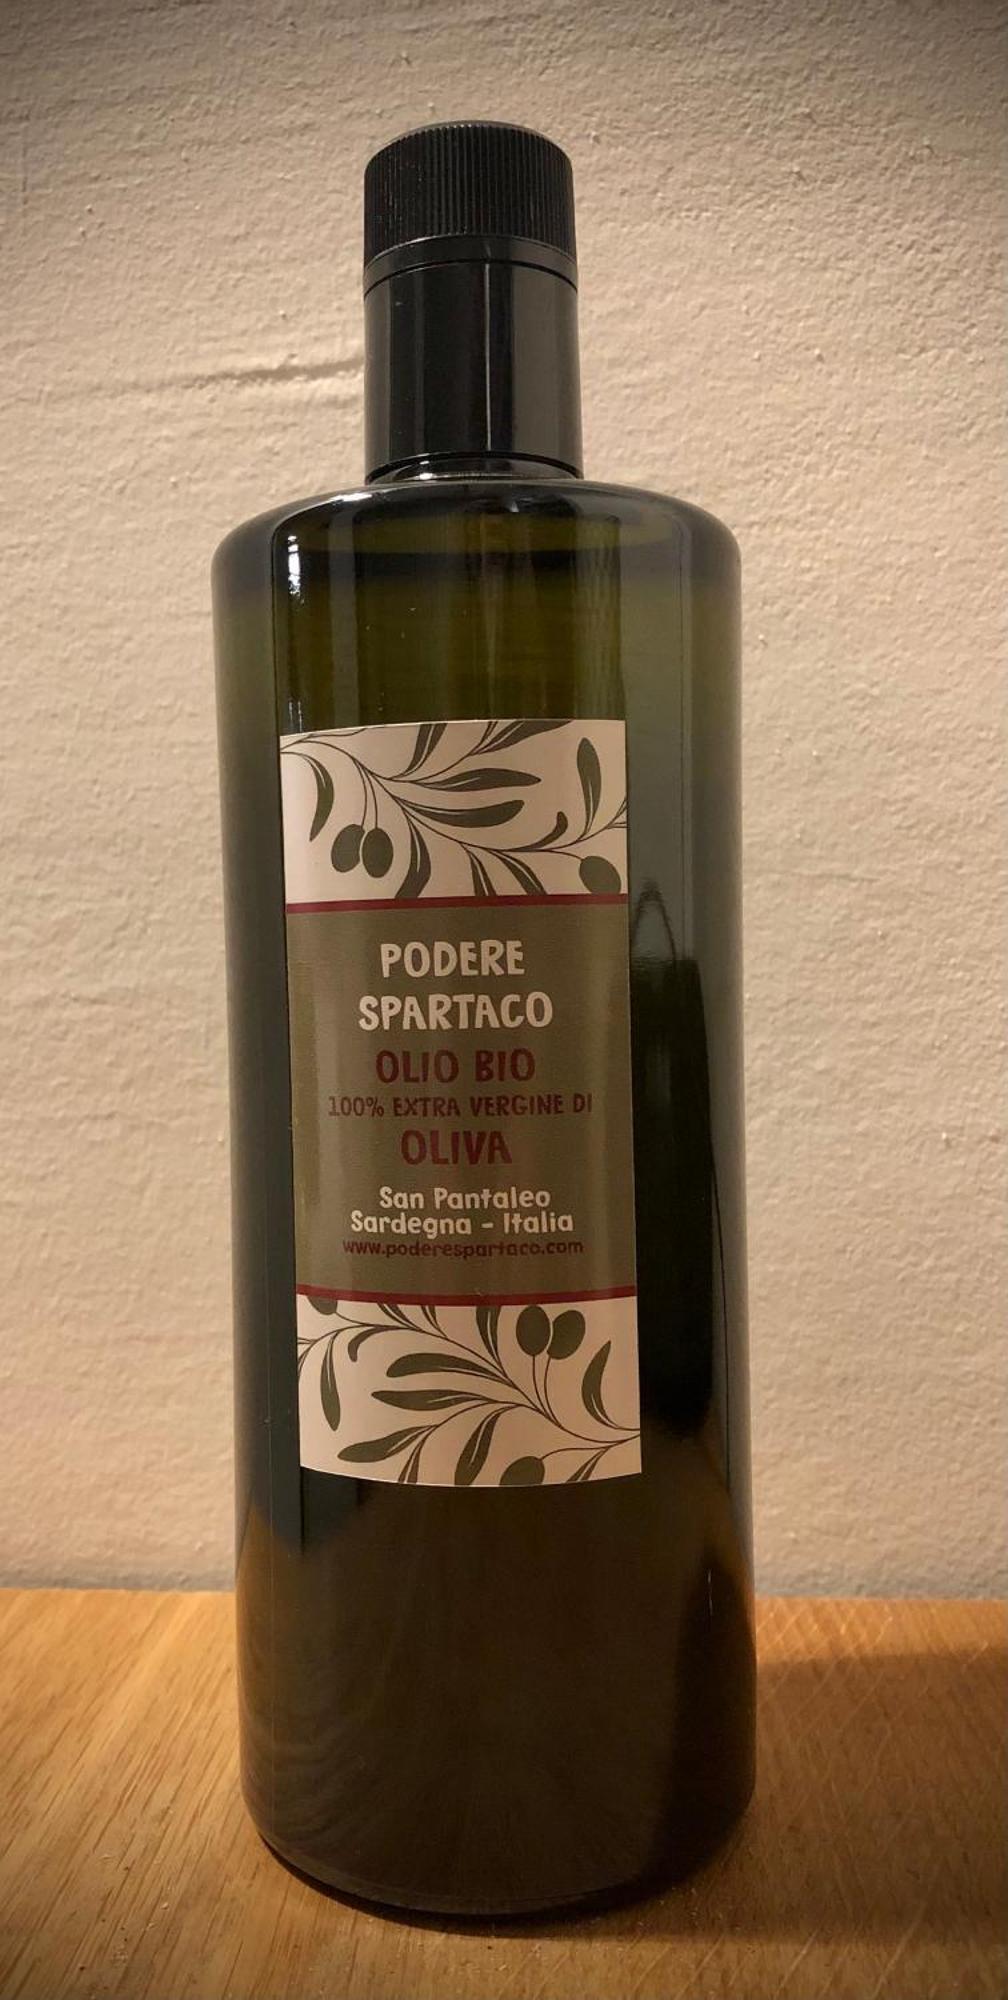 PODERE
SPARTACO
OLIO BIO
100% EXTRA VERGINE DI
OLIVA
San Pantaleo
Sardegna - Italia
www.poderespartaco.com